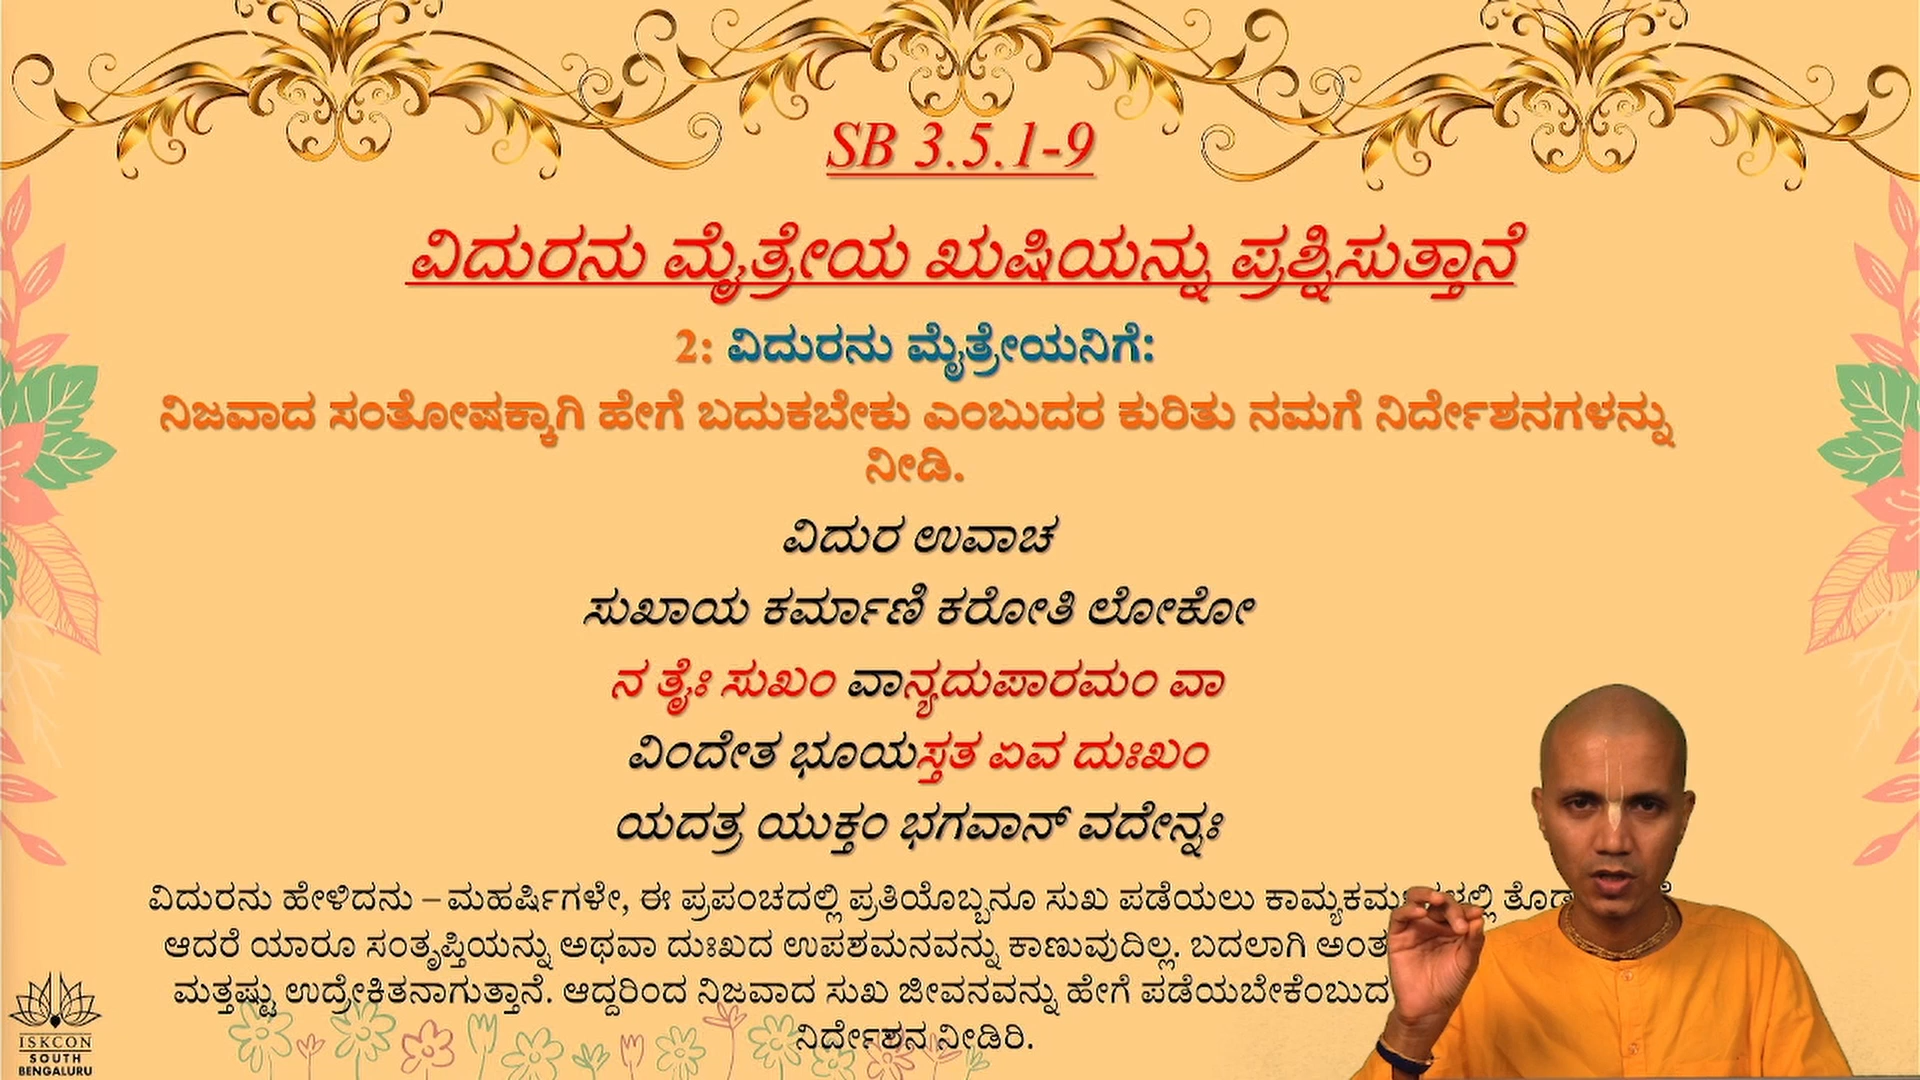 SB 3.5.1-9
ವಿದುರನು ಮೈತ್ರೇಯ ಋಷಿಯನ್ನು ಪ್ರಶ್ನಿಸುತ್ತಾನೆ
2: ವಿದುರನು ಮೈತ್ರೇಯನಿಗೆ:
ನಿಜವಾದ ಸಂತೋಷಕ್ಕಾಗಿ ಹೇಗೆ ಬದುಕಬೇಕು ಎಂಬುದರ ಕುರಿತು ನಮಗೆ ನಿರ್ದೇಶನಗಳನ್ನು
ನೀಡಿ.
ವಿದುರ ಉವಾಚ
ಸುಖಾಯ ಕರ್ಮಾಣಿ ಕರೋತಿ ಲೋಕೋ
ನ ತೈಃ ಸುಖಂ ವಾನ್ಯದುಪಾರಮಂ ವಾ
ವಿಂದೇತ ಭೂಯಸ್ತತ ಏವ ದುಃಖಂ
ಯದತ್ರ ಯುಕ್ತಂ ಭಗವಾನ್ ವದೇನ್ನಃ
ವಿದುರನು ಹೇಳಿದನು – ಮಹರ್ಷಿಗಳೇ, ಈ ಪ್ರಪಂಚದಲ್ಲಿ ಪ್ರತಿಯೊಬ್ಬನೂ ಸುಖ ಪಡೆಯಲು
ಆದರೆ ಯಾರೂ ಸಂತೃಪ್ತಿಯನ್ನು ಅಥವಾ ದುಃಖದ ಉಪಶಮನವನ್ನು ಕಾಣುವುದಿಲ್ಲ. ಬದಲಾಗಿ
ಮತ್ತಷ್ಟು ಉದ್ರೇಕಿತನಾಗುತ್ತಾನೆ. ಆದ್ದರಿಂದ ನಿಜವಾದ ಸುಖ ಜೀವನವನ್ನು ಹೇಗೆ
ನಿರ್ದೇಶನ ನೀಡಿರಿ.
ISKCON
SOUTH
BENGALURU